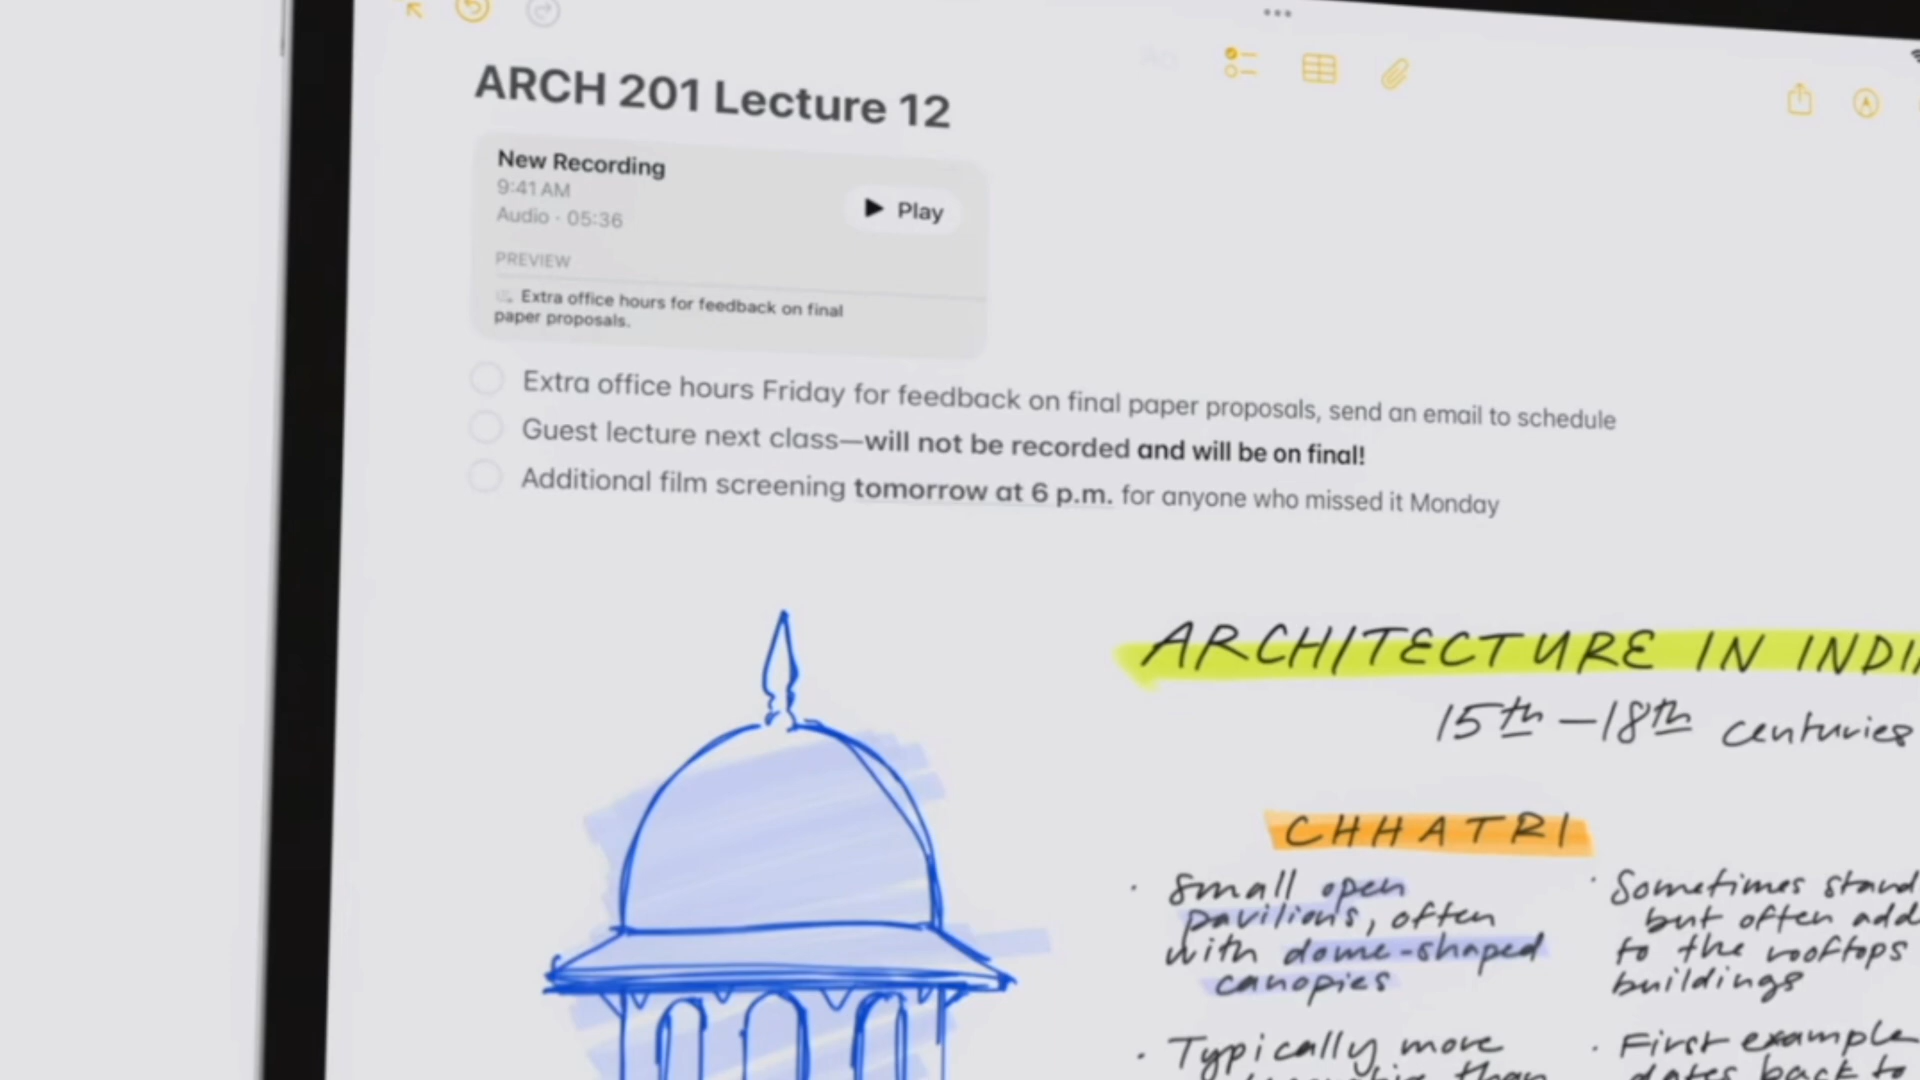 ARCH 201 Lecture 12
New Recording
9:41 AM
Audio · 05:36
Play
PREVIEW
Extra office hours for feedback on final
paper proposals.
Extra office hours Friday for feedback on final paper proposals, send an email to schedule
Guest lecture next class—will not be recorded and will be on final!
Additional film screening tomorrow at 6 p.m. for anyone who missed it Monday
ARCHITECTURE IN INDI
15th – 18th centuries
CHHATRI
· Small open
pavilions, often
with dome-shaped
canopies
· Typically more
than
· Sometimes stand
but often add
to the rooftops
buildings
· First example
dates back to